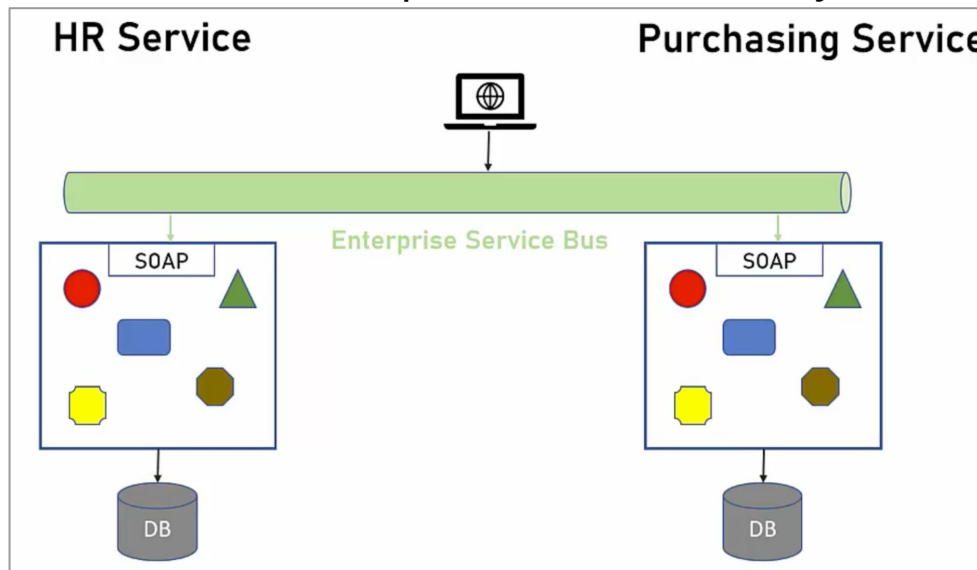 HR Service
Purchasing Service
Enterprise Service Bus
SOAP
SOAP
DB
DB